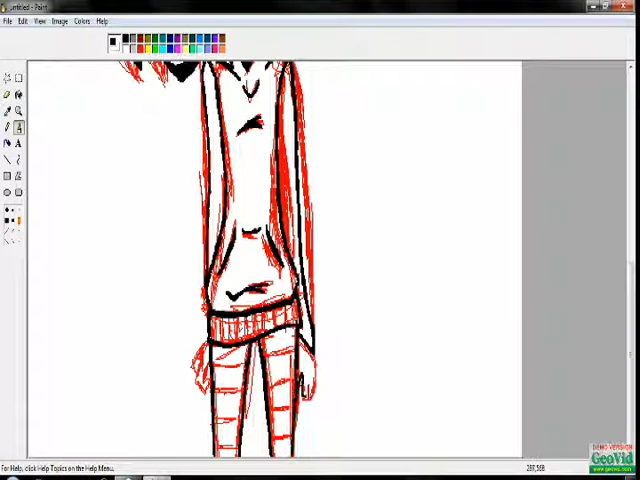 untitled - Paint
File Edit View Image Colors Help
For Help, click Help Topics on the Help Menu.
287,568
DEMO VERSION
GeoVid
www.geovid.com